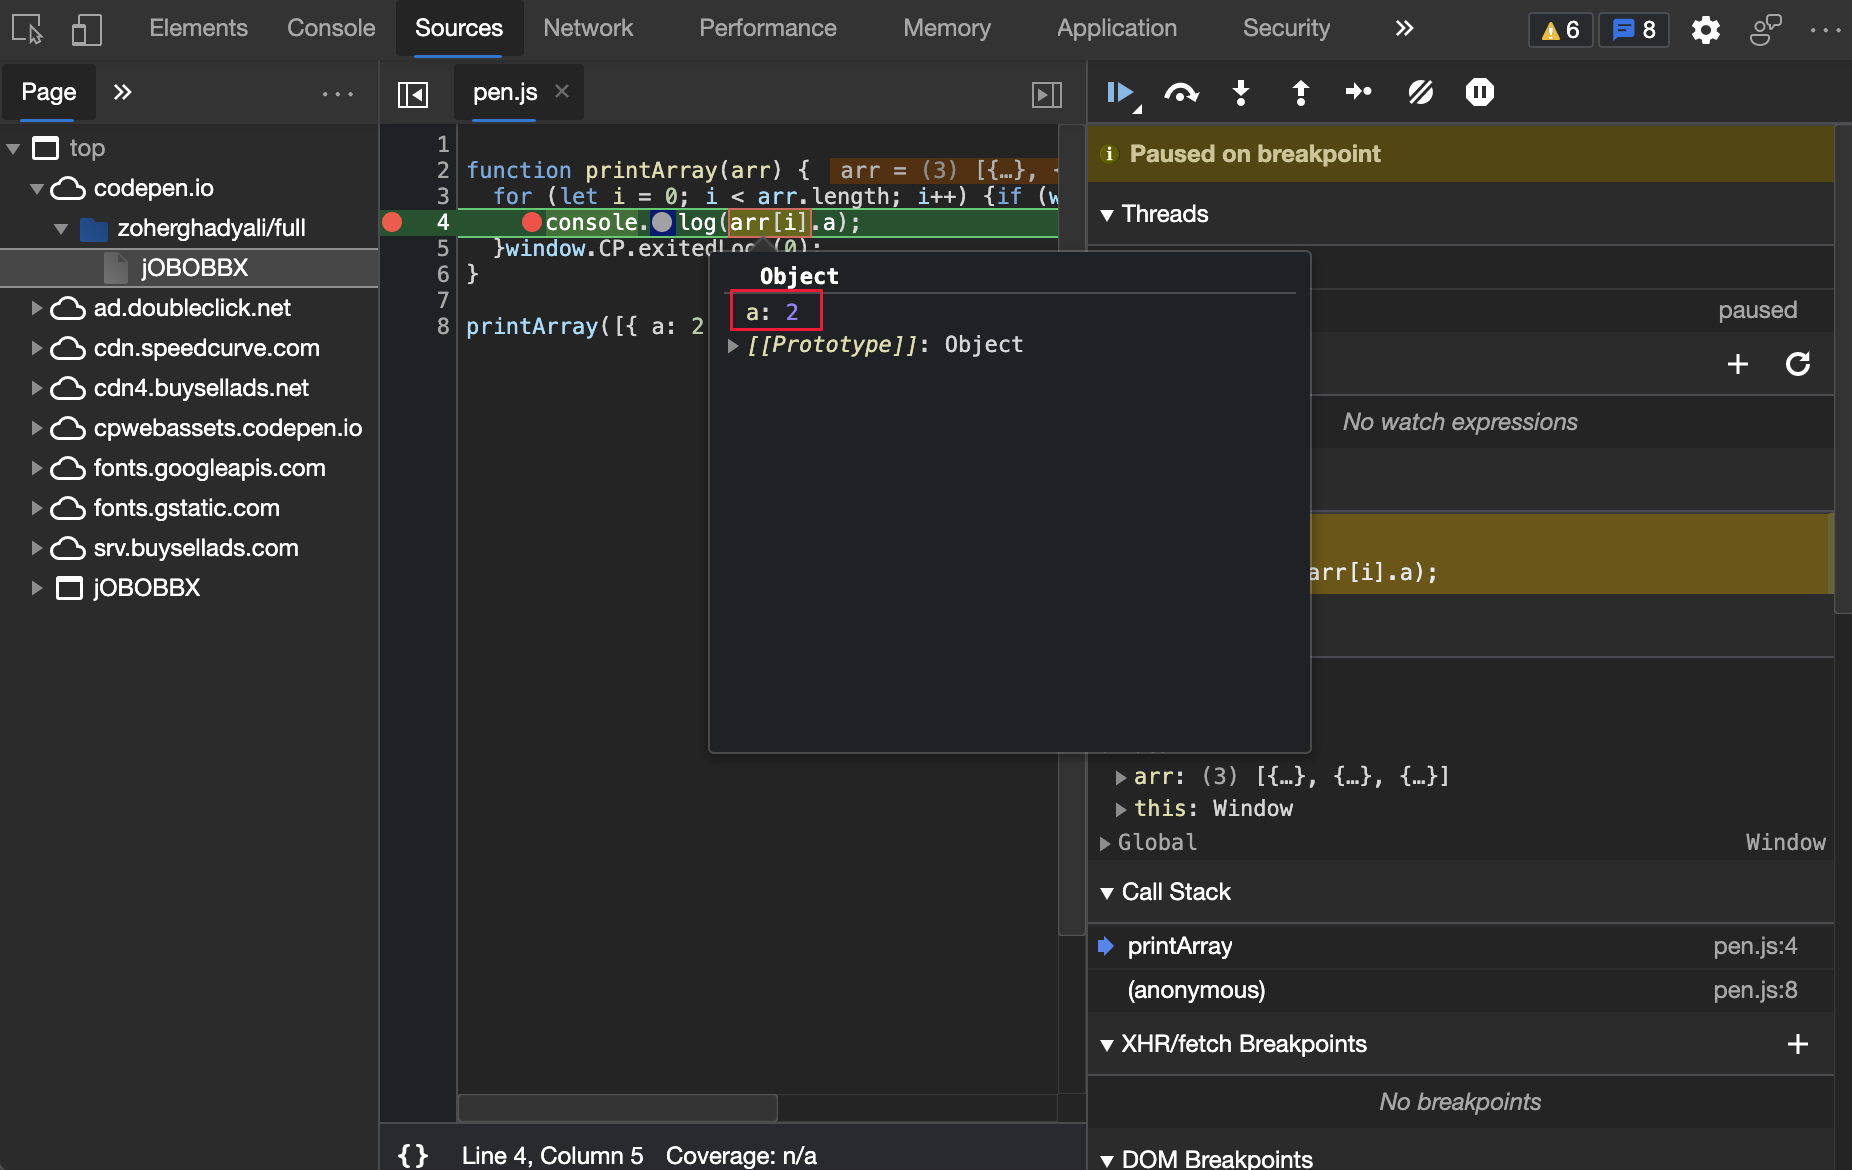 Elements Console Sources Network Performance Memory Application Security 6 8
Page
pen.js
Paused on breakpoint
top
codepen.io
zoherghadyali/full
jOBOBBX
ad.doubleclick.net
cdn.speedcurve.com
cdn4.buysellads.net
cpwebassets.codepen.io
fonts.googleapis.com
fonts.gstatic.com
srv.buysellads.com
jOBOBBX
1
2 function printArray(arr) { arr = (3) [{…}, {
3 for (let i = 0; i < arr.length; i++) {if (w
4 console.log(arr[i].a);
5 }window.CP.exitedLo (0);
6 }
7
8 printArray([{ a: 2
Object
a: 2
[[Prototype]]: Object
{} Line 4, Column 5 Coverage: n/a
Threads
paused
No watch expressions
arr[i].a);
arr: (3) [{…}, {…}, {…}]
this: Window
Global Window
Call Stack
printArray pen.js:4
(anonymous) pen.js:8
XHR/fetch Breakpoints
No breakpoints
DOM Breakpoints